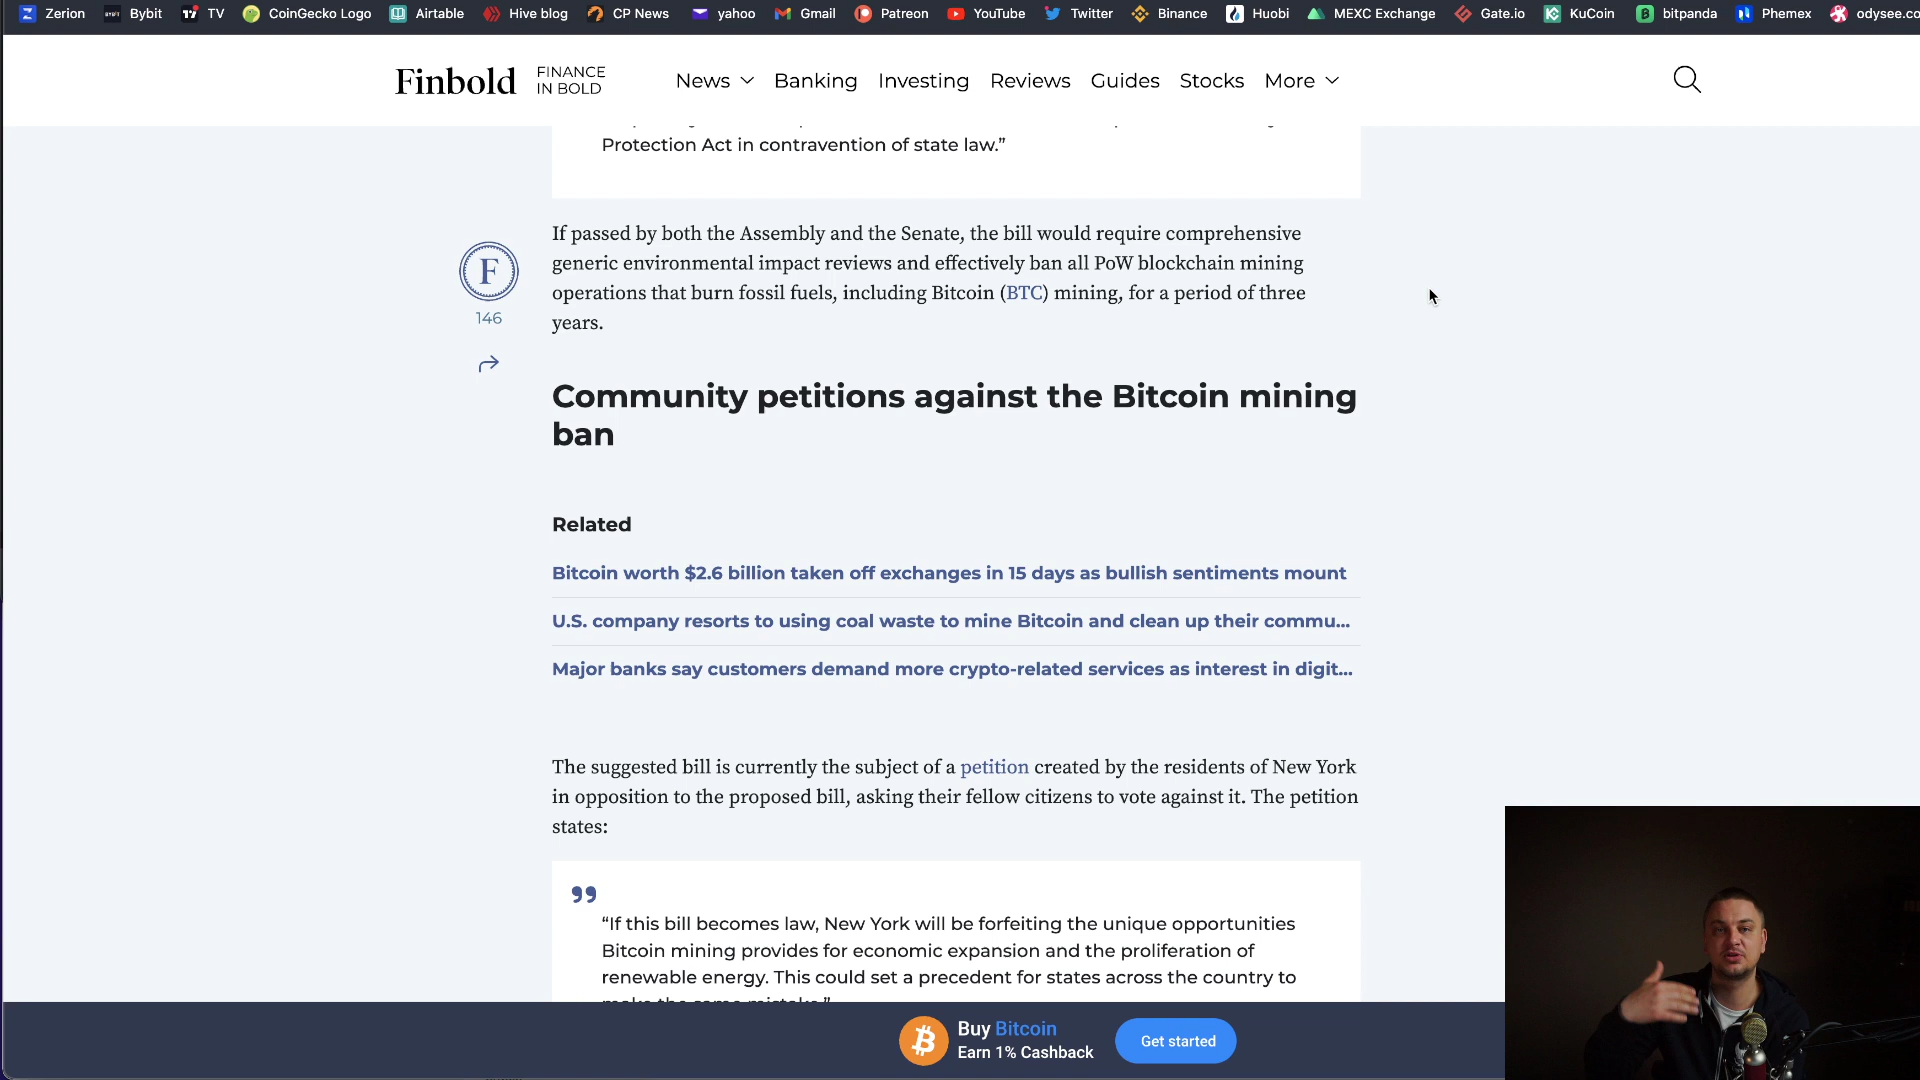 Zerion Bybit TV CoinGecko Logo Airtable Hive blog CP News yahoo Gmail Patreon YouTube Twitter Binance Huobi MEXC Exchange Gate.io KuCoin bitpanda Phemex odysee.co
Finbold FINANCE IN BOLD News Banking Investing Reviews Guides Stocks More
Protection Act in contravention of state law.”
If passed by both the Assembly and the Senate, the bill would require comprehensive
generic environmental impact reviews and effectively ban all PoW blockchain mining
operations that burn fossil fuels, including Bitcoin (BTC) mining, for a period of three
years.
F
146
Community petitions against the Bitcoin mining
ban
Related
Bitcoin worth $2.6 billion taken off exchanges in 15 days as bullish sentiments mount
U.S. company resorts to using coal waste to mine Bitcoin and clean up their commu...
Major banks say customers demand more crypto-related services as interest in digit...
The suggested bill is currently the subject of a petition created by the residents of New York
in opposition to the proposed bill, asking their fellow citizens to vote against it. The petition
states:
“If this bill becomes law, New York will be forfeiting the unique opportunities
Bitcoin mining provides for economic expansion and the proliferation of
renewable energy. This could set a precedent for states across the country to
make the same mistake.”
Buy Bitcoin
Earn 1% Cashback
Get started